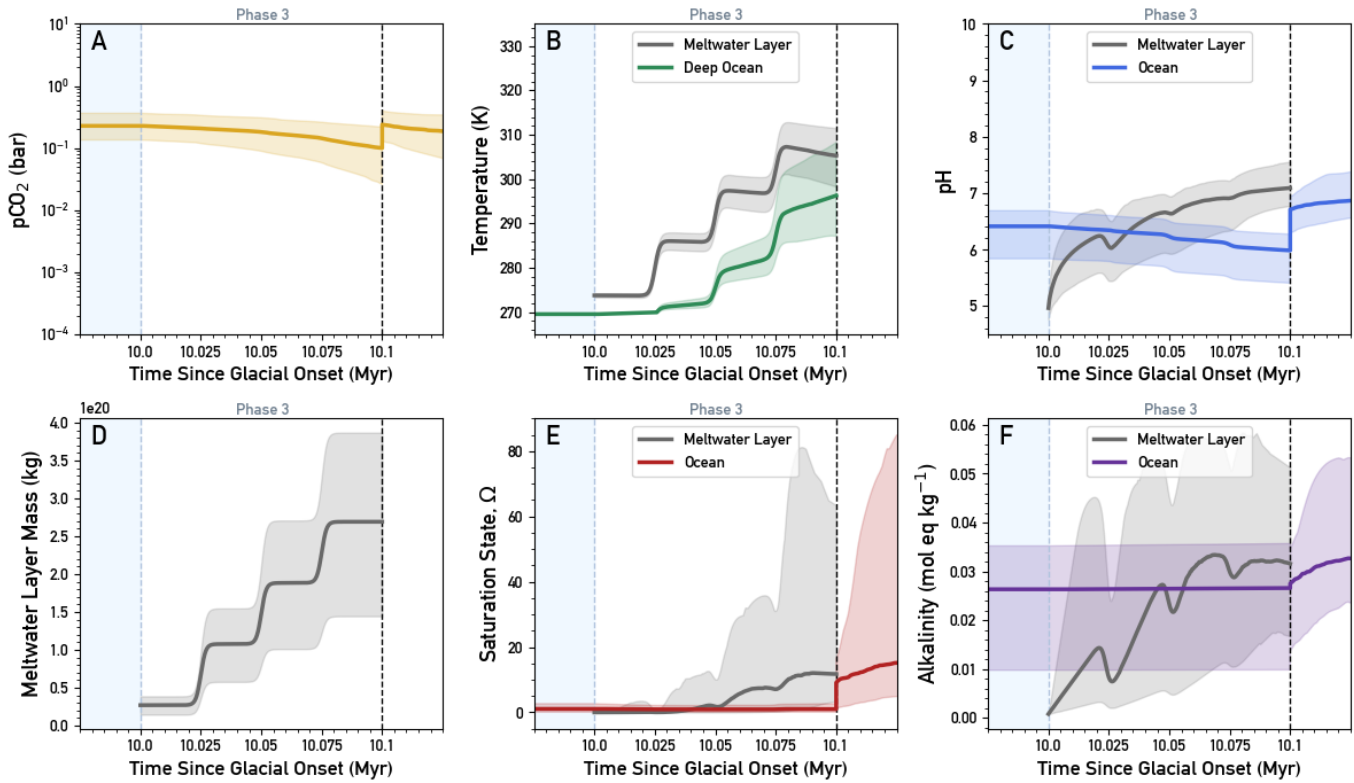 Phase 3
A
pCO₂ (bar)
10¹
10⁰
10⁻¹
10⁻²
10⁻³
10⁻⁴
10.0 10.025 10.05 10.075 10.1
Time Since Glacial Onset (Myr)
Phase 3
B
Meltwater Layer
Deep Ocean
Temperature (K)
330
320
310
300
290
280
270
10.0 10.025 10.05 10.075 10.1
Time Since Glacial Onset (Myr)
Phase 3
C
Meltwater Layer
Ocean
pH
10
9
8
7
6
5
10.0 10.025 10.05 10.075 10.1
Time Since Glacial Onset (Myr)
Phase 3
1e20
D
Meltwater Layer Mass (kg)
4.0
3.5
3.0
2.5
2.0
1.5
1.0
0.5
0.0
10.0 10.025 10.05 10.075 10.1
Time Since Glacial Onset (Myr)
Phase 3
E
Meltwater Layer
Ocean
Saturation State, Ω
80
60
40
20
0
10.0 10.025 10.05 10.075 10.1
Time Since Glacial Onset (Myr)
Phase 3
F
Meltwater Layer
Ocean
Alkalinity (mol eq kg⁻¹)
0.06
0.05
0.04
0.03
0.02
0.01
0.00
10.0 10.025 10.05 10.075 10.1
Time Since Glacial Onset (Myr)